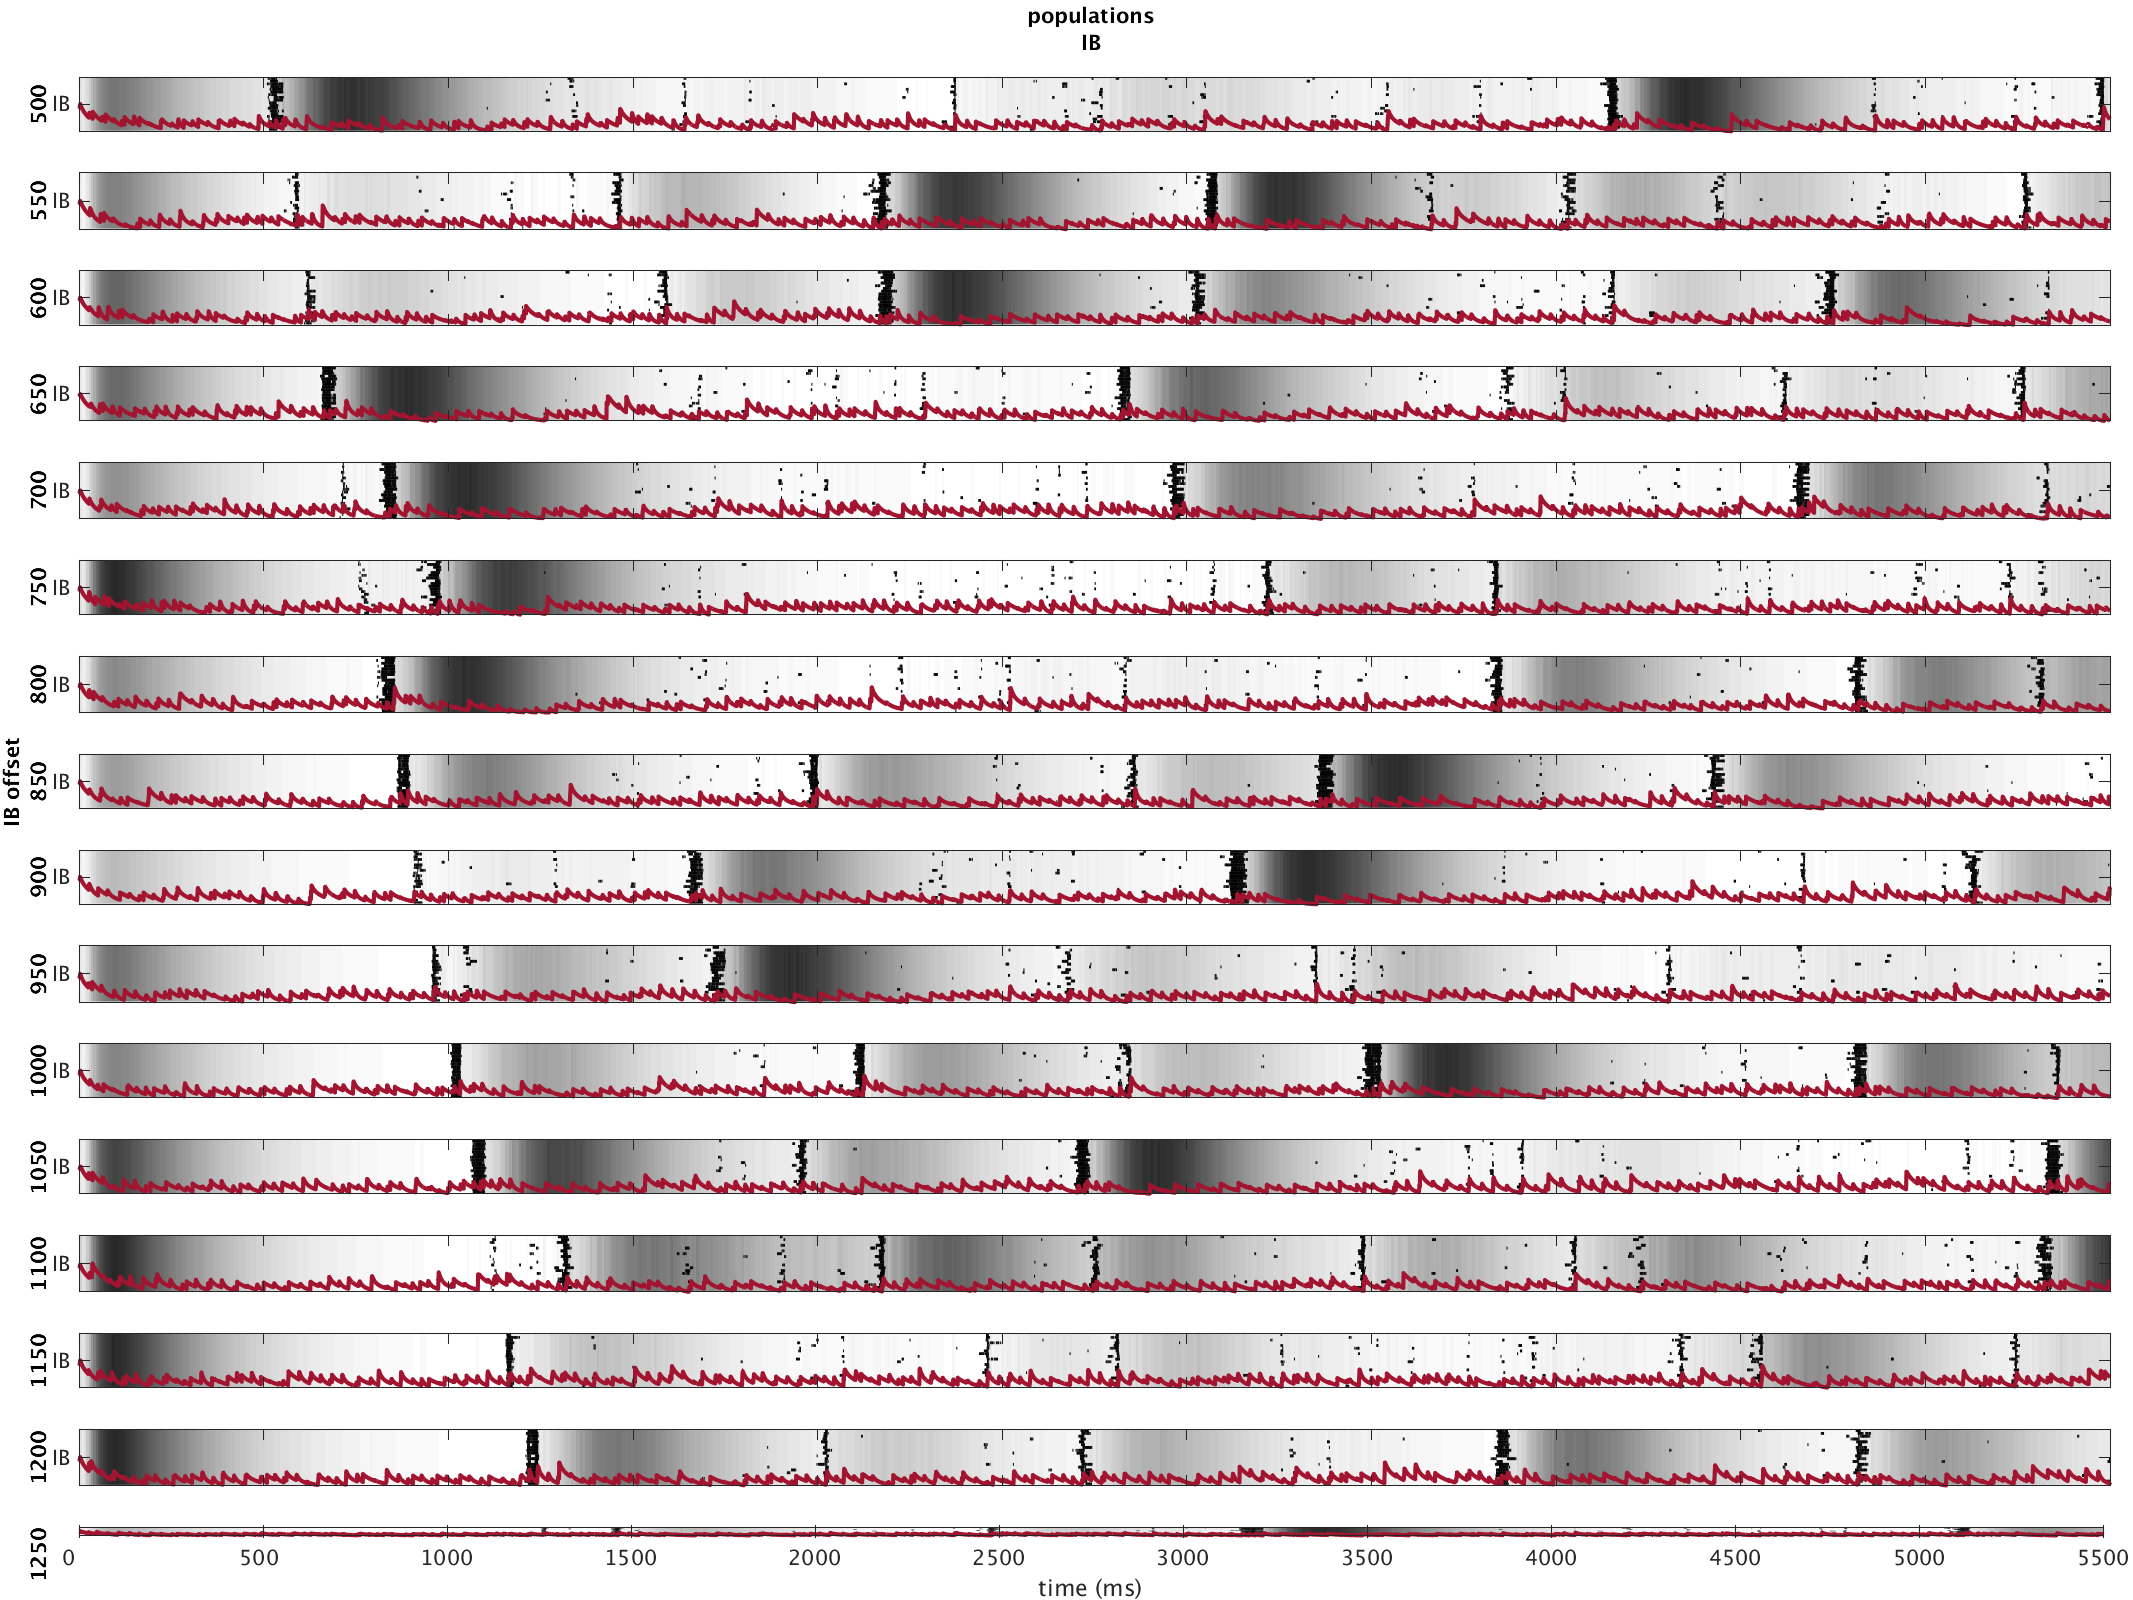 populations
IB
500 IB
550 IB
600 IB
650 IB
700 IB
750 IB
800 IB
IB offset
850 IB
900 IB
950 IB
1000 IB
1050 IB
1100 IB
1150 IB
1200 IB
1250
0 500 1000 1500 2000 2500 3000 3500 4000 4500 5000 5500
time (ms)